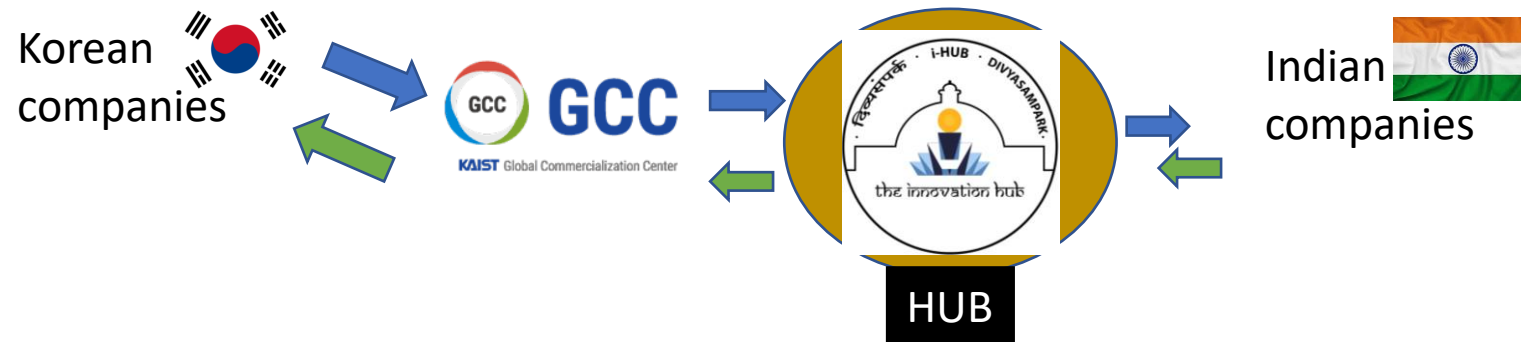 Korean
companies
GCC
GCC
KAIST Global Commercialization Center
दिव्यसंपर्क · i-HUB · DIVYASAMPARK ·
the innovation hub
HUB
Indian
companies